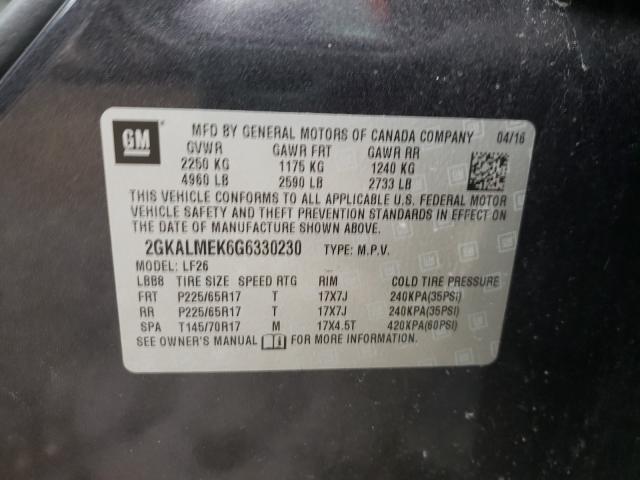 GM
MFD BY GENERAL MOTORS OF CANADA COMPANY 04/16
GVWR GAWR FRT GAWR RR
2250 KG 1175 KG 1240 KG
4960 LB 2590 LB 2733 LB
THIS VEHICLE CONFORMS TO ALL APPLICABLE U.S. FEDERAL MOTOR
VEHICLE SAFETY AND THEFT PREVENTION STANDARDS IN EFFECT ON
THE DATE OF MANUFACTURE SHOWN ABOVE.
2GKALMEK6G6330230 TYPE: M.P.V.
MODEL: LF26
LBB8 TIRE SIZE SPEED RTG RIM COLD TIRE PRESSURE
FRT P225/65R17 T 17X7J 240KPA(35PSI)
RR P225/65R17 T 17X7J 240KPA(35PSI)
SPA T145/70R17 M 17X4.5T 420KPA(60PSI)
SEE OWNER'S MANUAL FOR MORE INFORMATION.